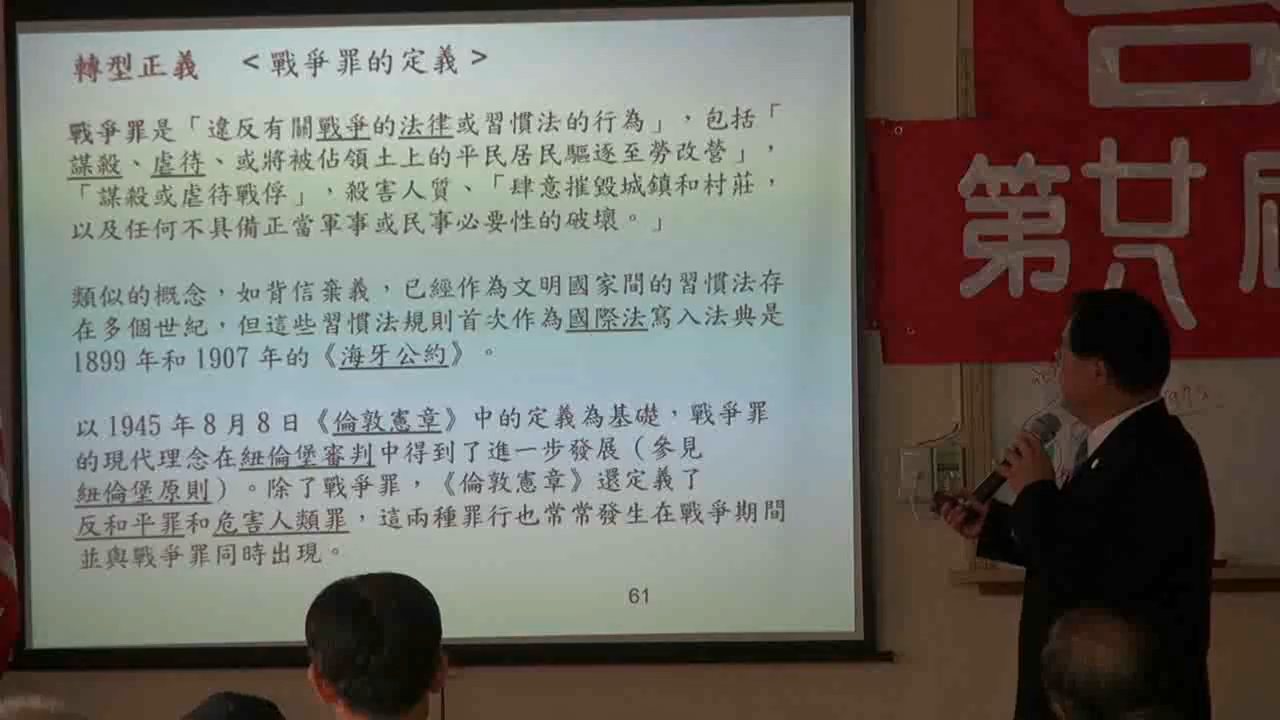 轉型正義 <戰爭罪的定義>
戰爭罪是「違反有關戰爭的法律或習慣法的行為」，包括「
謀殺、虐待、或將被佔領土上的平民居民驅逐至勞改營」，
「謀殺或虐待戰俘」，殺害人質、「肆意摧毀城鎮和村莊，
以及任何不具備正當軍事或民事必要性的破壞。」
類似的概念，如背信棄義，已經作為文明國家間的習慣法存
在多個世紀，但這些習慣法規則首次作為國際法寫入法典是
1899 年和 1907 年的《海牙公約》。
以 1945 年 8 月 8 日《倫敦憲章》中的定義為基礎，戰爭罪
的現代理念在紐倫堡審判中得到了進一步發展（參見
紐倫堡原則）。除了戰爭罪，《倫敦憲章》還定義了
反和平罪和危害人類罪，這兩種罪行也常常發生在戰爭期間
並與戰爭罪同時出現。
61
第廿八屆